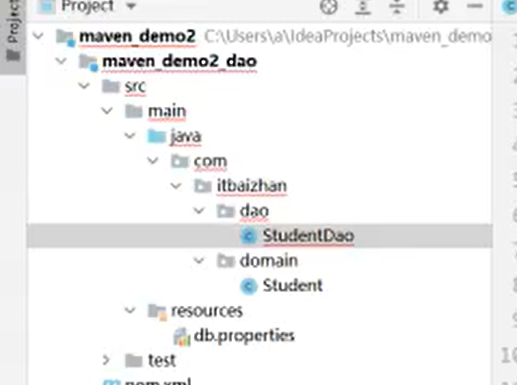 Project
Project
maven_demo2 C:\Users\a\IdeaProjects\maven_demo
maven_demo2_dao
src
main
java
com
itbaizhan
dao
StudentDao
domain
Student
resources
db.properties
test
pom.xml